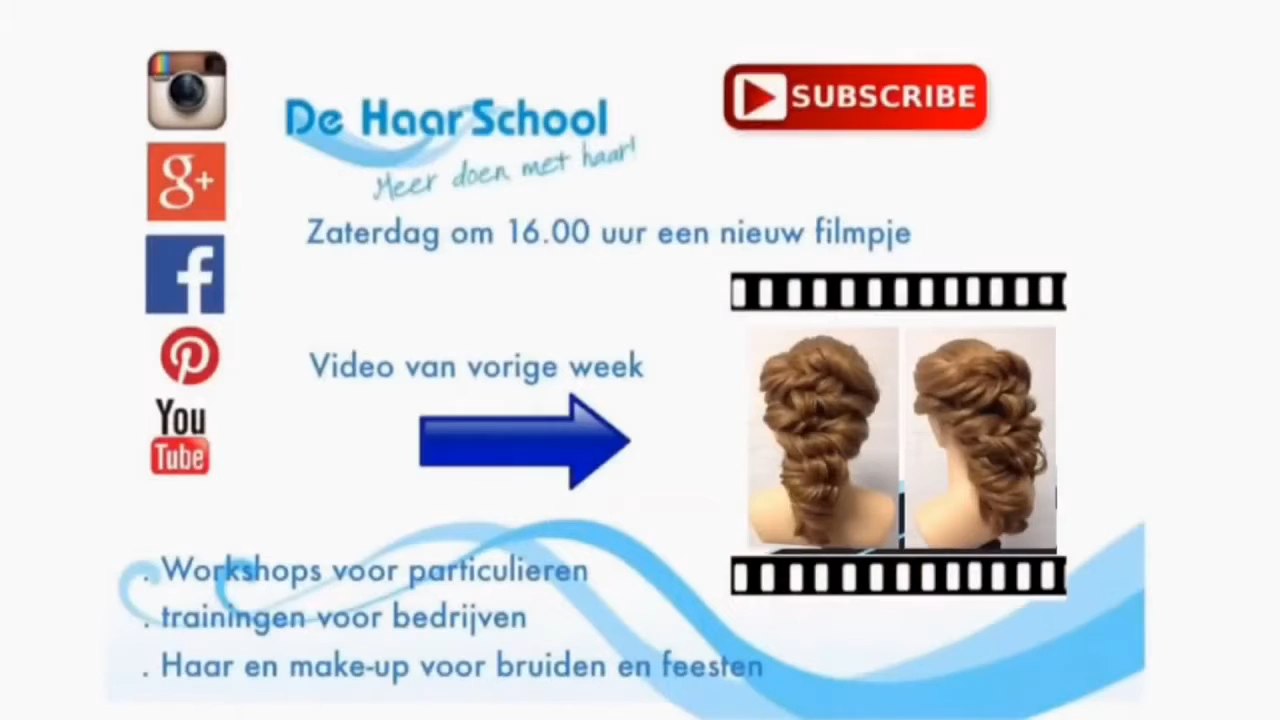 De Haar School
Meer doen met haar!
SUBSCRIBE
g+
f
Zaterdag om 16.00 uur een nieuw filmpje
Video van vorige week
You
Tube
. Workshops voor particulieren
. trainingen voor bedrijven
. Haar en make-up voor bruiden en feesten